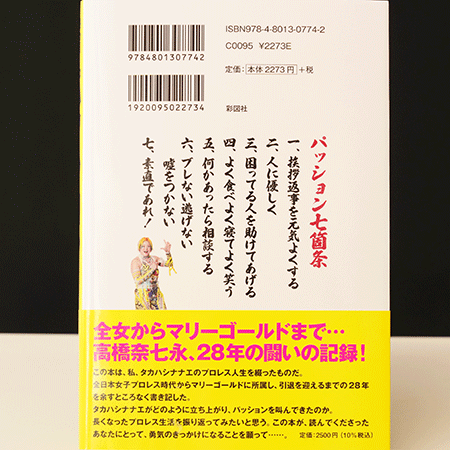 ISBN978-4-8013-0774-2
C0095 ¥2273E
定価：本体2273円＋税
9784801307742
彩図社
1920095022734
パッション七箇条
一、挨拶返事を元気よくする
二、人に優しく
三、困ってる人を助けてあげる
四、よく食べよく寝てよく笑う
五、何かあったら相談する
六、ブレない逃げない
嘘をつかない
七、素直であれ！
全女からマリーゴールドまで…
高橋奈七永、28年の闘いの記録！
この本は、私、タカハシナナエのプロレス人生を綴ったものだ。
全日本女子プロレス時代からマリーゴールドに所属し、引退を迎えるまでの28年
を余すところなく書き記した。
タカハシナナエがどのように立ち上がり、パッションを叫んできたのか。
長くなったプロレス生活を振り返ってみたいと思う。この本が、読んでくださった
あなたにとって、勇気のきっかけになることを願って……。
定価：2500円（10％税込）